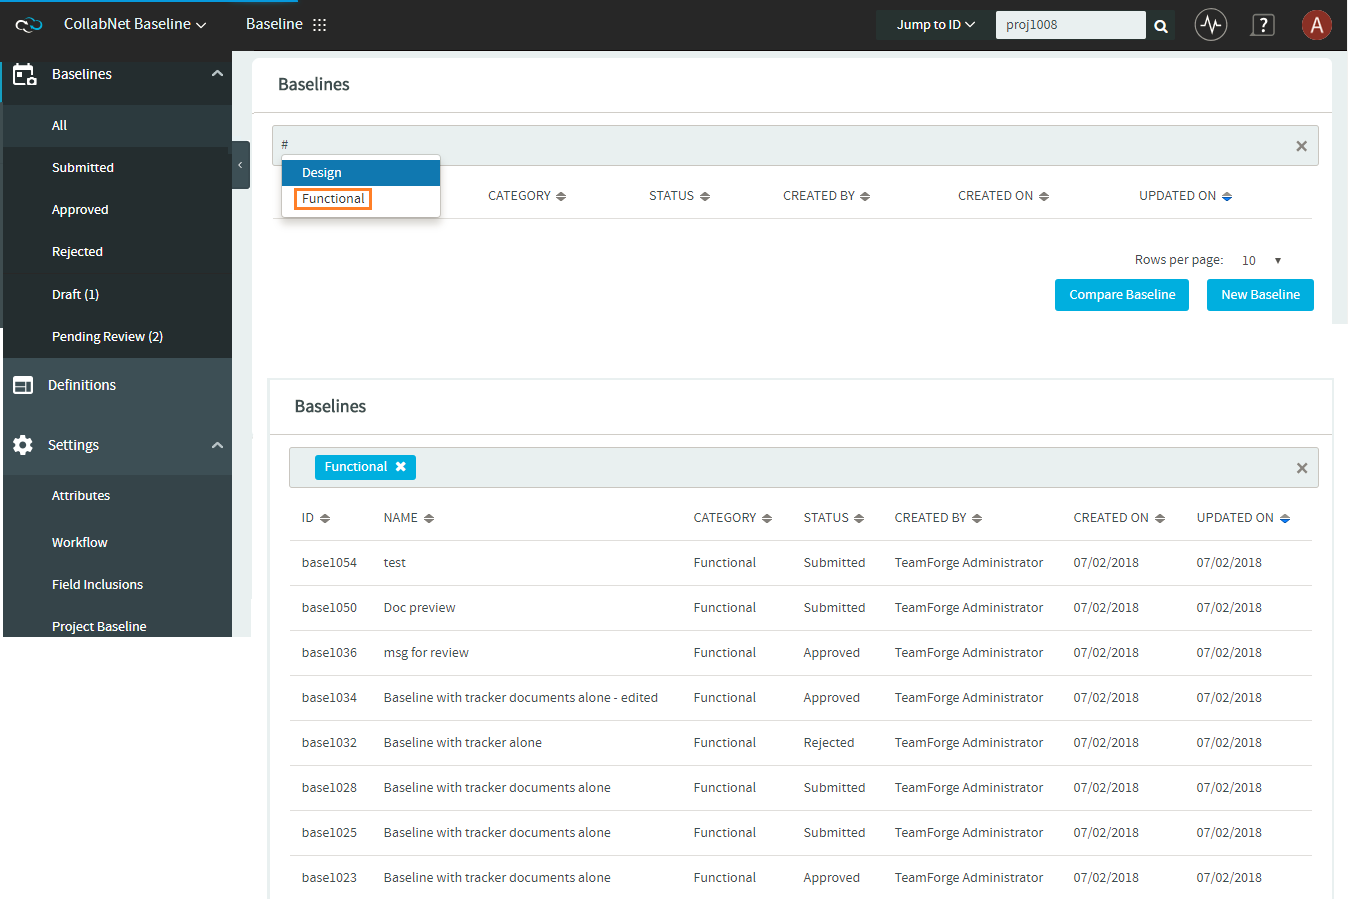 CollabNet Baseline
Baseline
Jump to ID
proj1008
?
A
Baselines
All
Submitted
Approved
Rejected
Draft (1)
Pending Review (2)
Definitions
Settings
Attributes
Workflow
Field Inclusions
Project Baseline
Baselines
#
Design
Functional
CATEGORY STATUS CREATED BY CREATED ON UPDATED ON
Rows per page: 10
Compare Baseline New Baseline
Baselines
Functional
ID NAME CATEGORY STATUS CREATED BY CREATED ON UPDATED ON
base1054 test Functional Submitted TeamForge Administrator 07/02/2018 07/02/2018
base1050 Doc preview Functional Submitted TeamForge Administrator 07/02/2018 07/02/2018
base1036 msg for review Functional Approved TeamForge Administrator 07/02/2018 07/02/2018
base1034 Baseline with tracker documents alone - edited Functional Approved TeamForge Administrator 07/02/2018 07/02/2018
base1032 Baseline with tracker alone Functional Rejected TeamForge Administrator 07/02/2018 07/02/2018
base1028 Baseline with tracker documents alone Functional Submitted TeamForge Administrator 07/02/2018 07/02/2018
base1025 Baseline with tracker documents alone Functional Submitted TeamForge Administrator 07/02/2018 07/02/2018
base1023 Baseline with tracker documents alone Functional Approved TeamForge Administrator 07/02/2018 07/02/2018